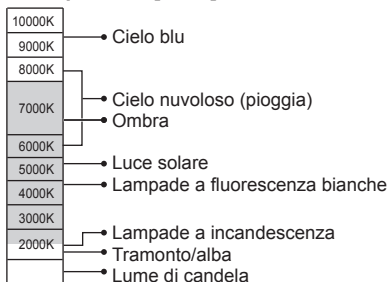 10000K
9000K
Cielo blu
8000K
7000K
Cielo nuvoloso (pioggia)
Ombra
6000K
5000K
Luce solare
4000K
Lampade a fluorescenza bianche
3000K
2000K
Lampade a incandescenza
Tramonto/alba
Lume di candela